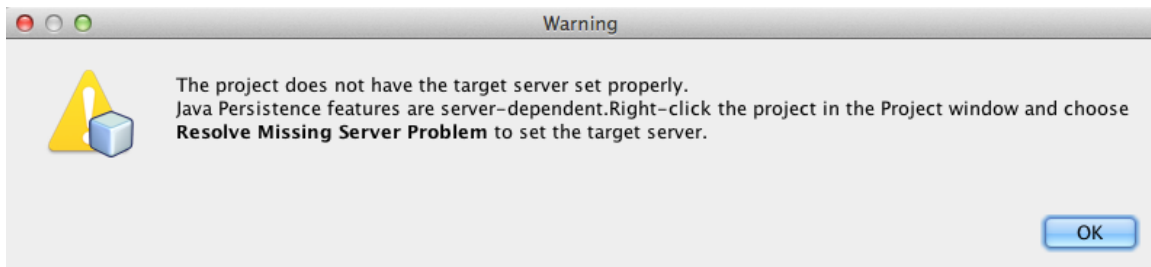 Warning
The project does not have the target server set properly.
Java Persistence features are server-dependent.Right-click the project in the Project window and choose
Resolve Missing Server Problem to set the target server.
OK